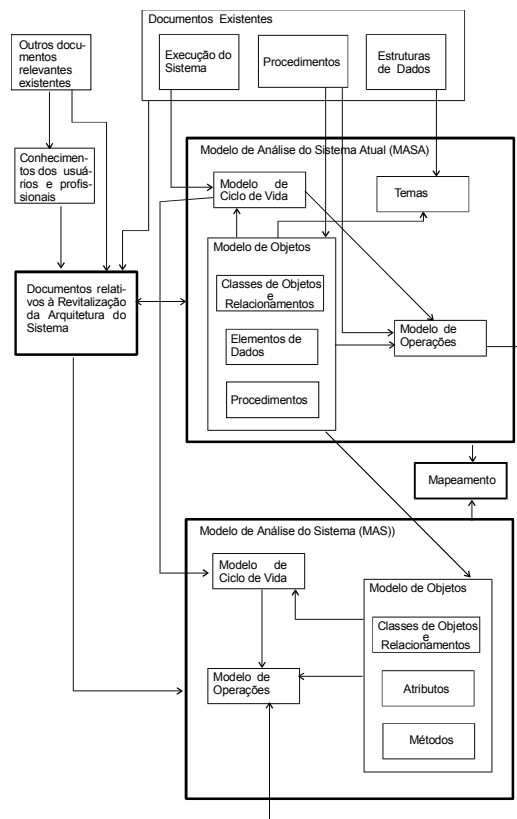 Documentos Existentes
Outros docu-
mentos
relevantes
existentes
Execução do
Sistema
Procedimentos
Estruturas
de Dados
Modelo de Análise do Sistema Atual (MASA)
Conhecimen-
tos dos usuá-
rios e profis-
sionais
Modelo de
Ciclo de Vida
Temas
Modelo de Objetos
Classes de Objetos
e
Relacionamentos
Documentos relati-
vos à Revitalização
da Arquitetura do
Sistema
Elementos de
Dados
Modelo de
Operações
Procedimentos
Mapeamento
Modelo de Análise do Sistema (MAS))
Modelo de
Ciclo de Vida
Modelo de Objetos
Classes de Objetos
e
Relacionamentos
Modelo de
Operações
Atributos
Métodos